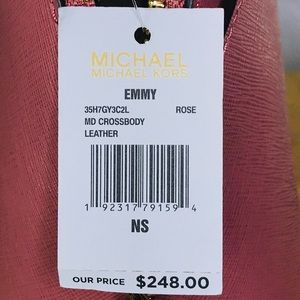 MICHAEL
MICHAEL KORS
EMMY
35H7GY3C2L ROSE
MD CROSSBODY
LEATHER
1 92317 79159 4
NS
OUR PRICE $248.00